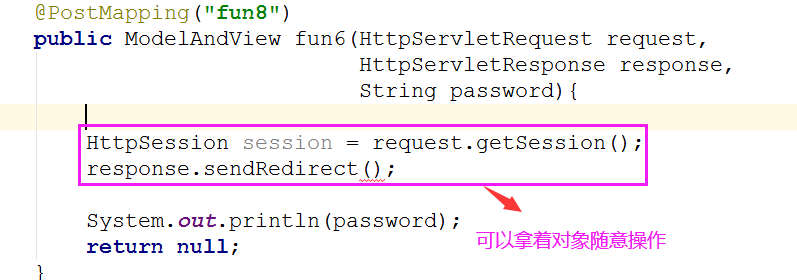 @PostMapping("fun8")
public ModelAndView fun6(HttpServletRequest request,
HttpServletResponse response,
String password){
HttpSession session = request.getSession();
response.sendRedirect();
System.out.println(password);
return null;
}
可以拿着对象随意操作